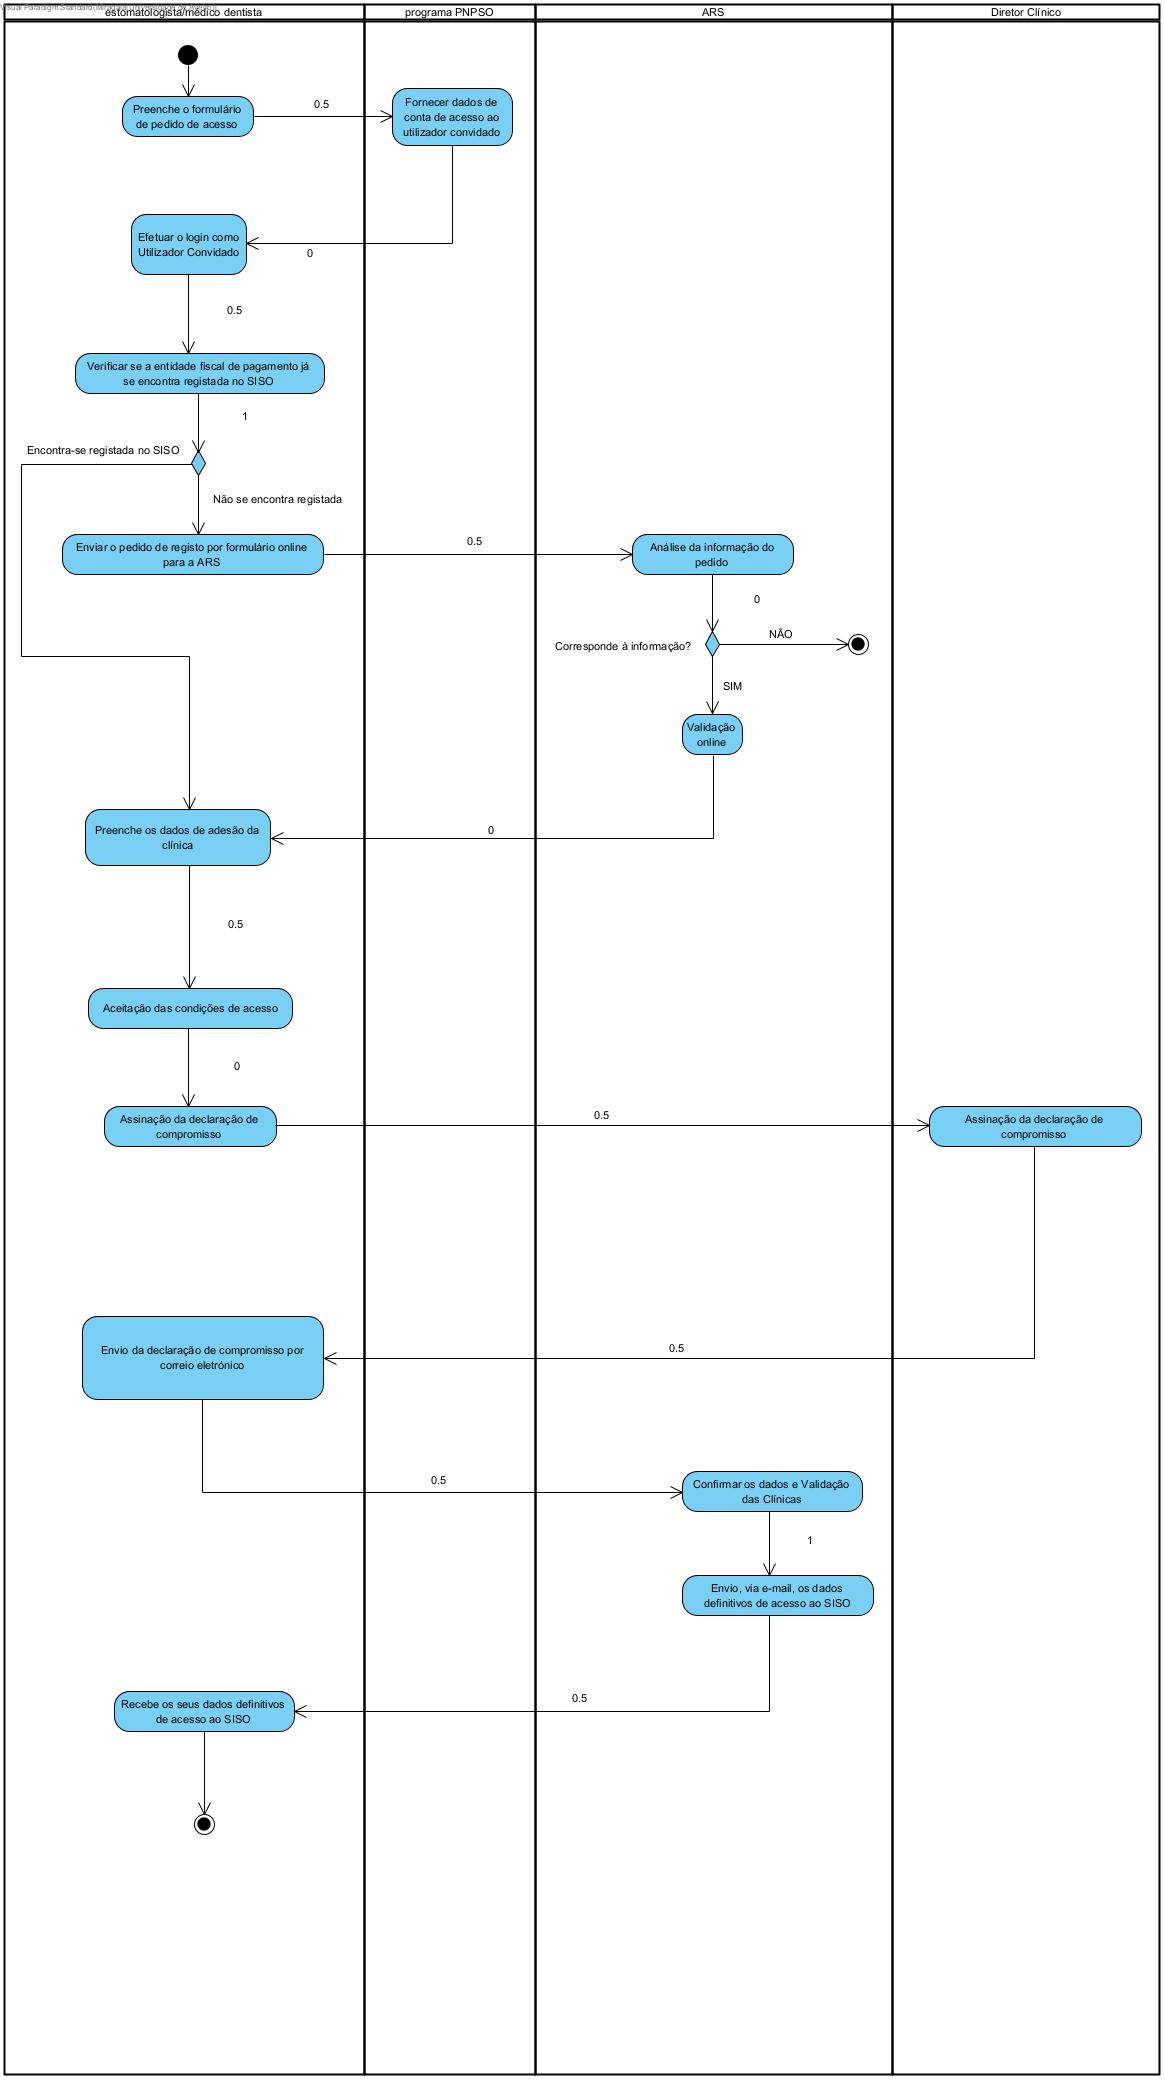 Visual Paradigm Standard
estomatologista/médico dentista
programa PNPSO
ARS
Diretor Clínico
Preenche o formulário
de pedido de acesso
0.5
Fornecer dados de
conta de acesso ao
utilizador convidado
Efetuar o login como
Utilizador Convidado
0
0.5
Verificar se a entidade fiscal de pagamento já
se encontra registada no SISO
1
Encontra-se registada no SISO
Não se encontra registada
Enviar o pedido de registo por formulário online
para a ARS
0.5
Análise da informação do
pedido
0
Corresponde à informação?
NÃO
SIM
Validação
online
0
Preenche os dados de adesão da
clínica
0.5
Aceitação das condições de acesso
0
Assinação da declaração de
compromisso
0.5
Assinação da declaração de
compromisso
0.5
Envio da declaração de compromisso por
correio eletrónico
0.5
Confirmar os dados e Validação
das Clínicas
1
Envio, via e-mail, os dados
definitivos de acesso ao SISO
0.5
Recebe os seus dados definitivos
de acesso ao SISO